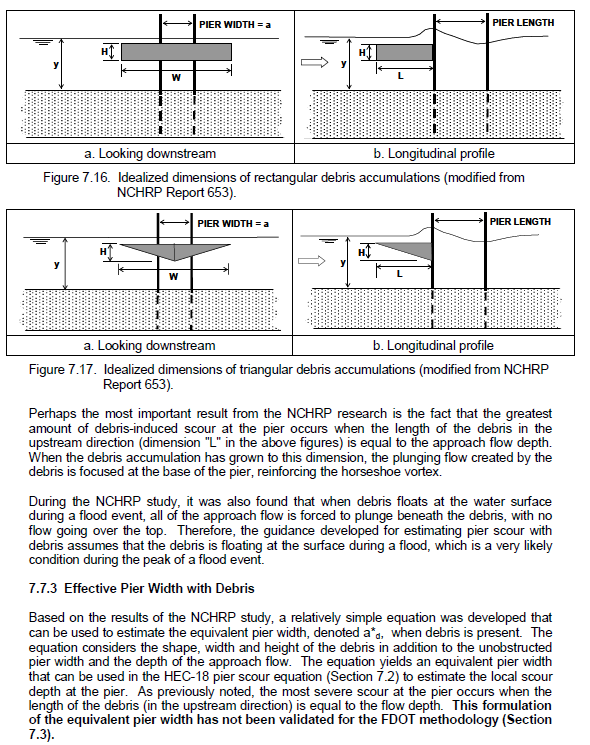 PIER WIDTH = a
H
y
W
PIER LENGTH
H
y
L
a. Looking downstream
b. Longitudinal profile
Figure 7.16. Idealized dimensions of rectangular debris accumulations (modified from
NCHRP Report 653).
PIER WIDTH = a
H
y
W
PIER LENGTH
H
y
L
a. Looking downstream
b. Longitudinal profile
Figure 7.17. Idealized dimensions of triangular debris accumulations (modified from NCHRP
Report 653).
Perhaps the most important result from the NCHRP research is the fact that the greatest
amount of debris-induced scour at the pier occurs when the length of the debris in the
upstream direction (dimension "L" in the above figures) is equal to the approach flow depth.
When the debris accumulation has grown to this dimension, the plunging flow created by the
debris is focused at the base of the pier, reinforcing the horseshoe vortex.
During the NCHRP study, it was also found that when debris floats at the water surface
during a flood event, all of the approach flow is forced to plunge beneath the debris, with no
flow going over the top. Therefore, the guidance developed for estimating pier scour with
debris assumes that the debris is floating at the surface during a flood, which is a very likely
condition during the peak of a flood event.
7.7.3 Effective Pier Width with Debris
Based on the results of the NCHRP study, a relatively simple equation was developed that
can be used to estimate the equivalent pier width, denoted a*d, when debris is present. The
equation considers the shape, width and height of the debris in addition to the unobstructed
pier width and the depth of the approach flow. The equation yields an equivalent pier width
that can be used in the HEC-18 pier scour equation (Section 7.2) to estimate the local scour
depth at the pier. As previously noted, the most severe scour at the pier occurs when the
length of the debris (in the upstream direction) is equal to the flow depth. This formulation
of the equivalent pier width has not been validated for the FDOT methodology (Section
7.3).